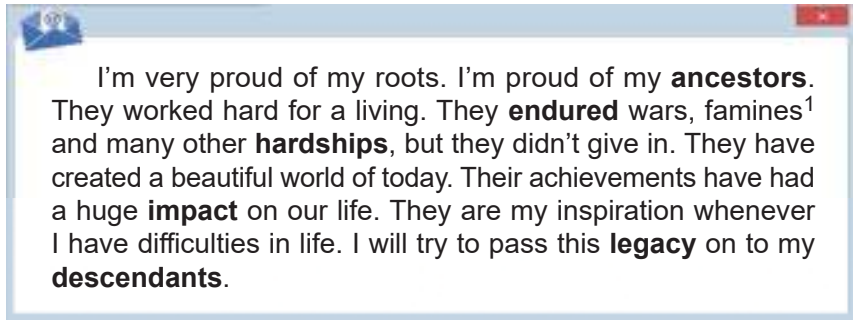 I’m very proud of my roots. I’m proud of my ancestors.
They worked hard for a living. They endured wars, famines¹
and many other hardships, but they didn’t give in. They have
created a beautiful world of today. Their achievements have had
a huge impact on our life. They are my inspiration whenever
I have difficulties in life. I will try to pass this legacy on to my
descendants.